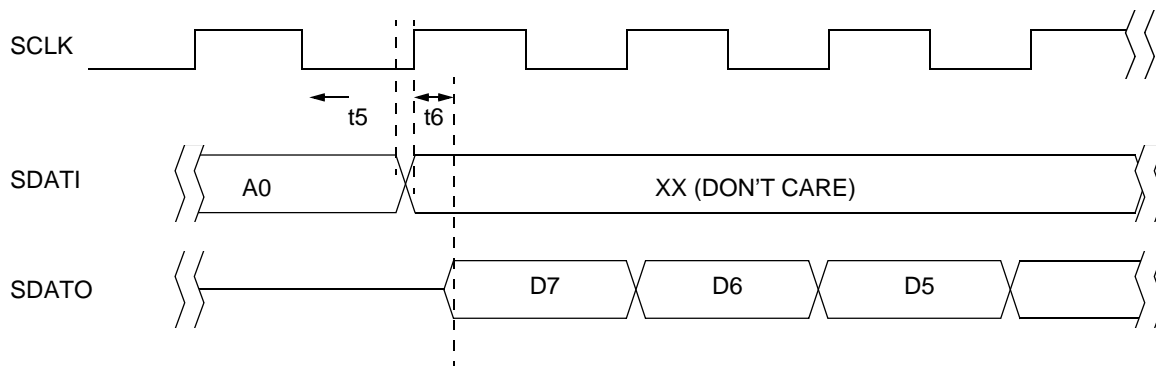 SCLK
t5
t6
SDATI
A0
XX (DON'T CARE)
SDATO
D7
D6
D5